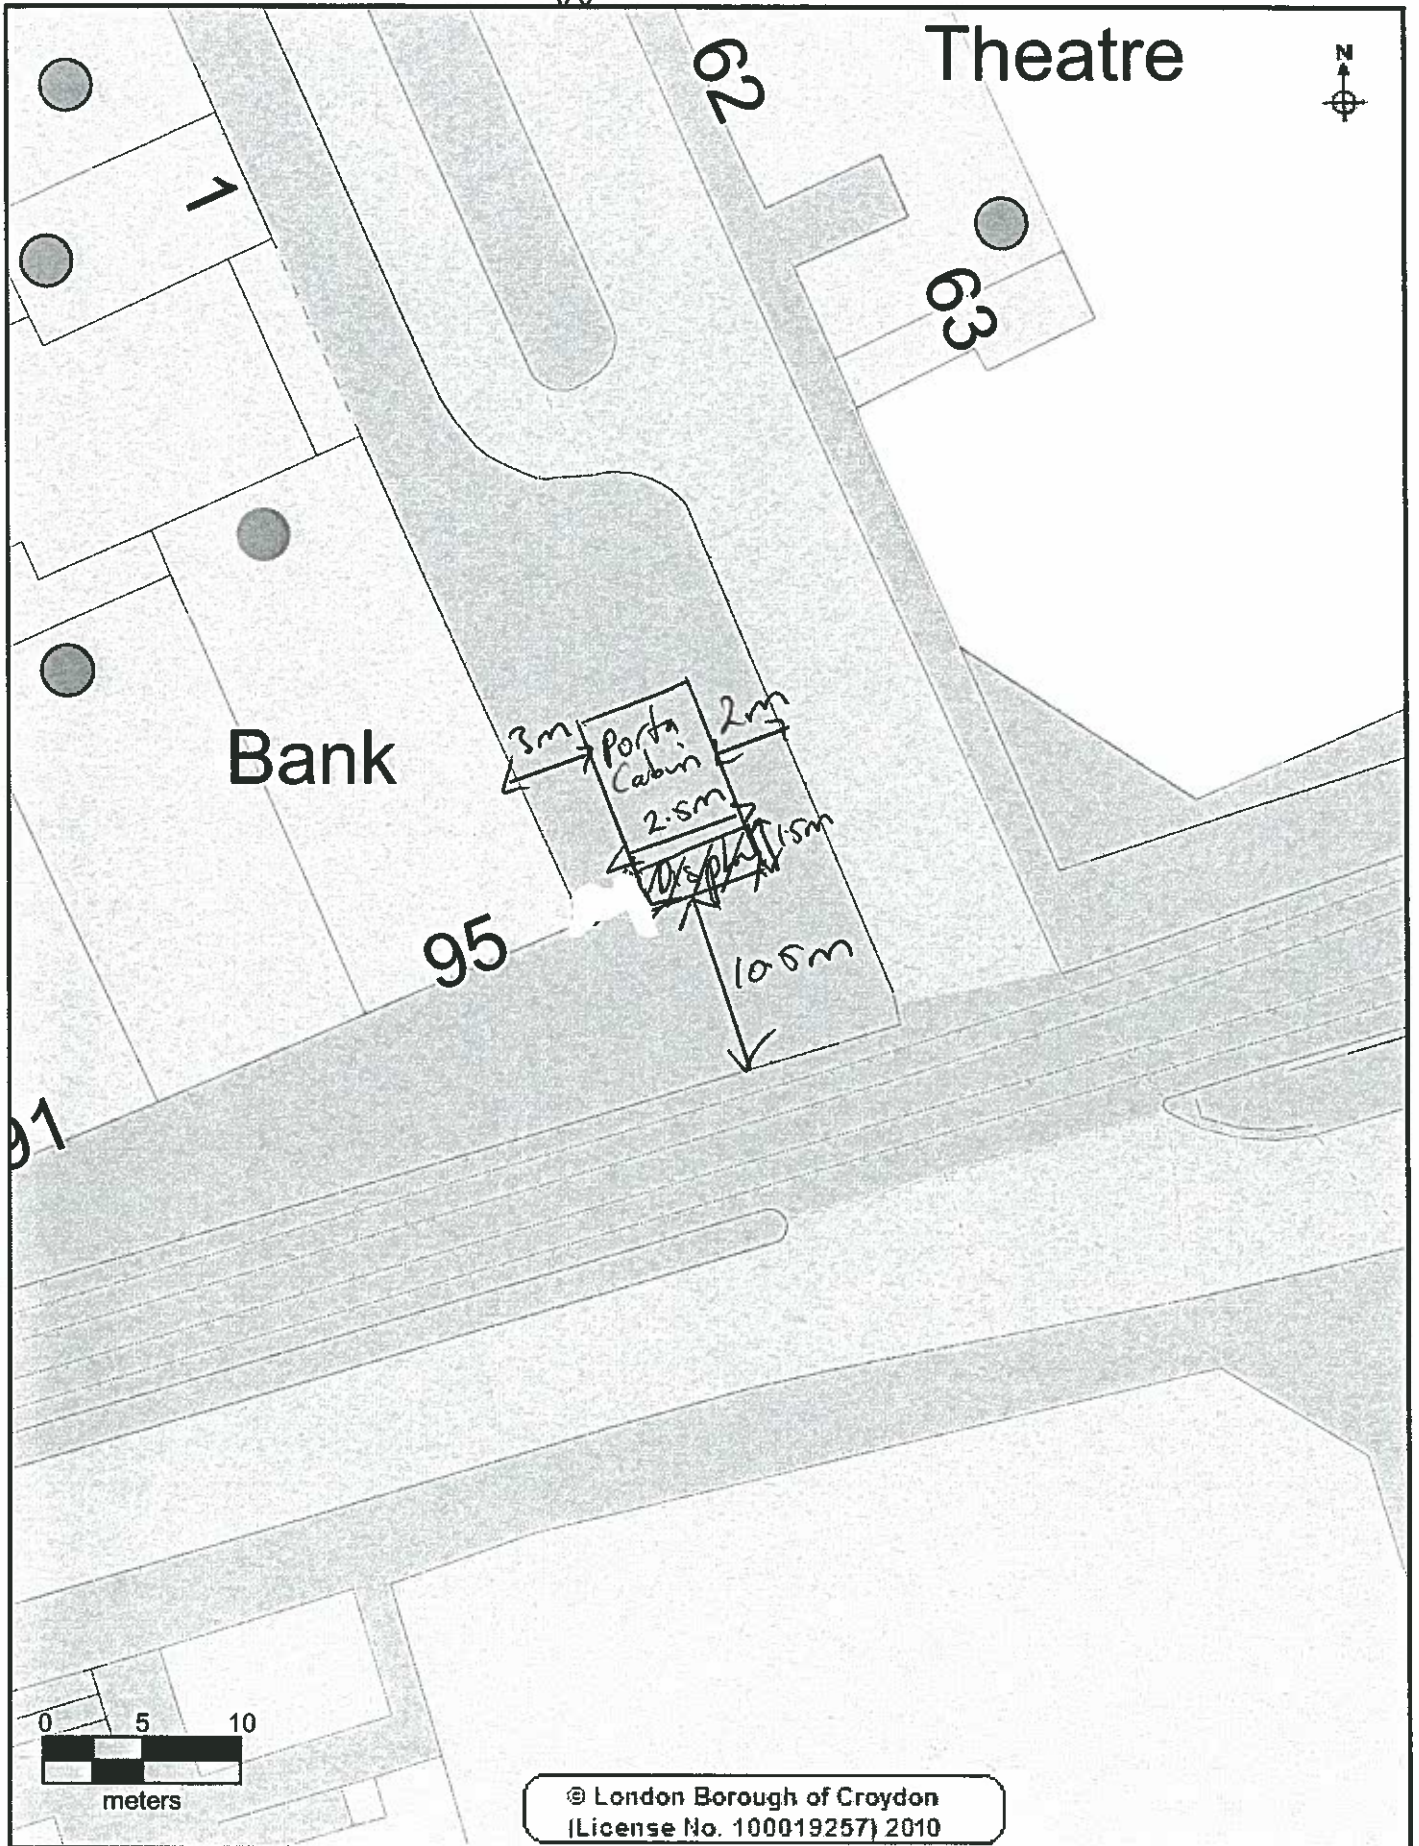 Theatre
N
62
1
63
3m
Porta
Cabin
2m
2.5m
1.5m
Bank
95
10.5m
91
0 5 10
meters
© London Borough of Croydon
(License No. 100019257) 2010